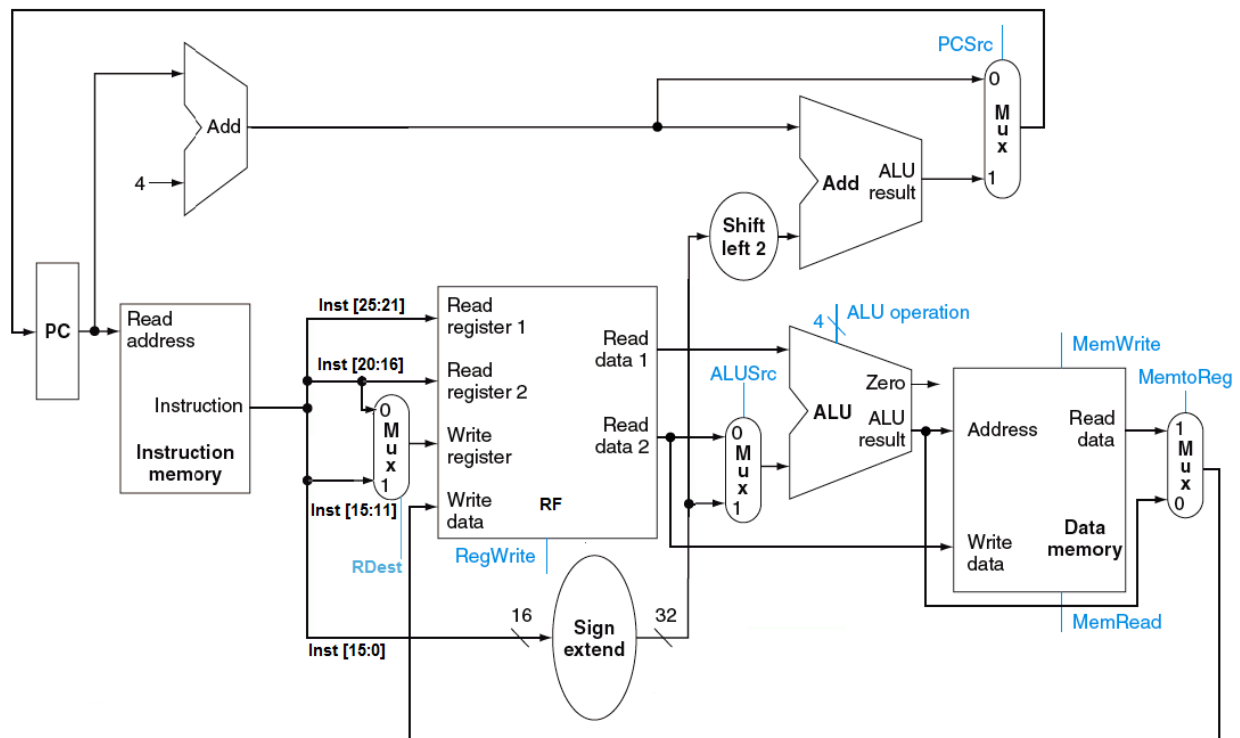 PCSrc
0
Mux
1
Add
4
Add
ALU
result
Shift
left 2
PC
Read
address
Instruction
Instruction
memory
Inst [25:21]
Inst [20:16]
0
Mux
1
Inst [15:11]
RDest
Read
register 1
Read
register 2
Write
register
Write
data
Read
data 1
Read
data 2
RF
RegWrite
ALUSrc
0
Mux
1
4
ALU operation
Zero
ALU
ALU
result
MemWrite
Address
Read
data
Write
data
Data
memory
MemRead
MemtoReg
1
Mux
0
Inst [15:0]
16
Sign
extend
32